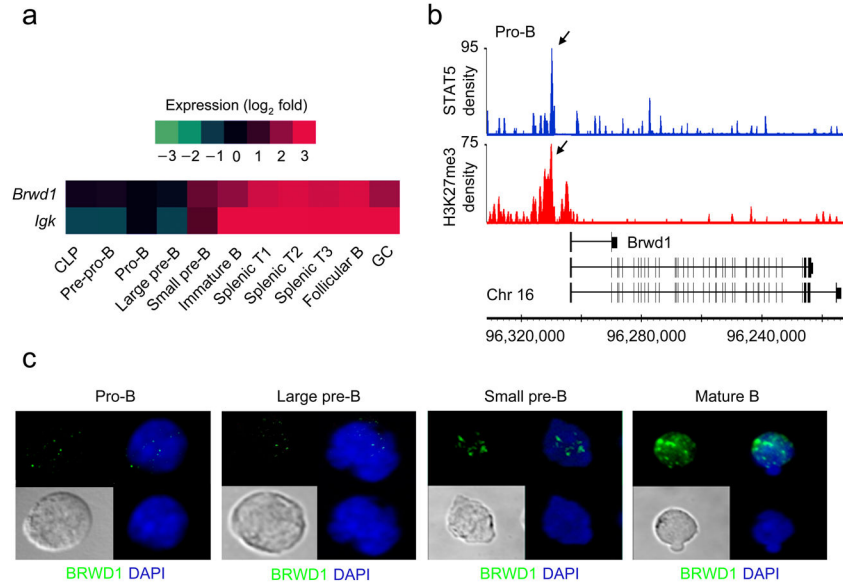 a
Expression (log2 fold)
−3 −2 −1 0 1 2 3
Brwd1
Igk
CLP
Pre-pro-B
Pro-B
Large pre-B
Small pre-B
Immature B
Splenic T1
Splenic T2
Splenic T3
Follicular B
GC
b
Pro-B
95
STAT5
density
75
H3K27me3
density
Brwd1
Chr 16
96,320,000 96,280,000 96,240,000
c
Pro-B Large pre-B Small pre-B Mature B
BRWD1 DAPI BRWD1 DAPI BRWD1 DAPI BRWD1 DAPI